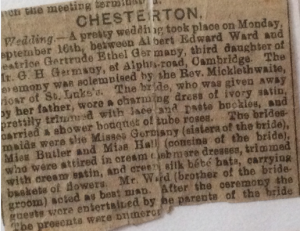 on the meeting termina
CHESTERTON.
Wedding.—A pretty wedding took place on Monday,
September 16th, between Albert Edward Ward and
Beatrice Gertrude Ethel Germany, third daughter of
Mr. G. H. Germany, of Alpha-road, Cambridge. The
ceremony was solemnised by the Rev. Micklethwaite,
Vicar of St. Luke's. The bride, who was given away
by her father, wore a charming dress of ivory satin,
prettily trimmed with lace and paste buckles, and
carried a shower bouquet of tube roses. The brides-
maids were the Misses Germany (sisters of the bride),
Miss Butler and Miss Hall (cousins of the bride),
who were attired in cream cashmere dresses, trimmed
with cream satin, and cream silk bébé hats, carrying
baskets of flowers. Mr. Ward (brother of the bride-
groom) acted as best man. After the ceremony the
guests were entertained by the parents of the bride
The presents were numero